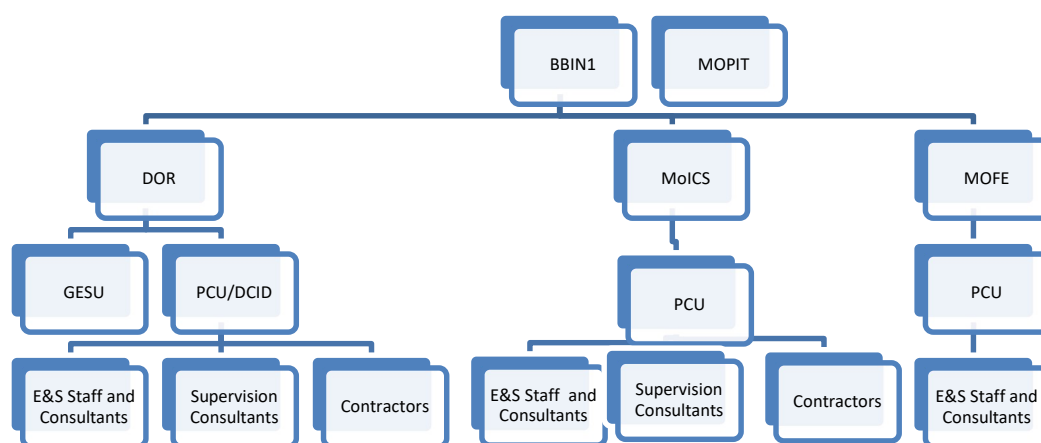 BBIN1
MOPIT
DOR
MoICS
MOFE
GESU
PCU/DCID
PCU
PCU
E&S Staff and
Consultants
Supervision
Consultants
Contractors
E&S Staff and
Consultants
Supervision
Consultants
Contractors
E&S Staff and
Consultants